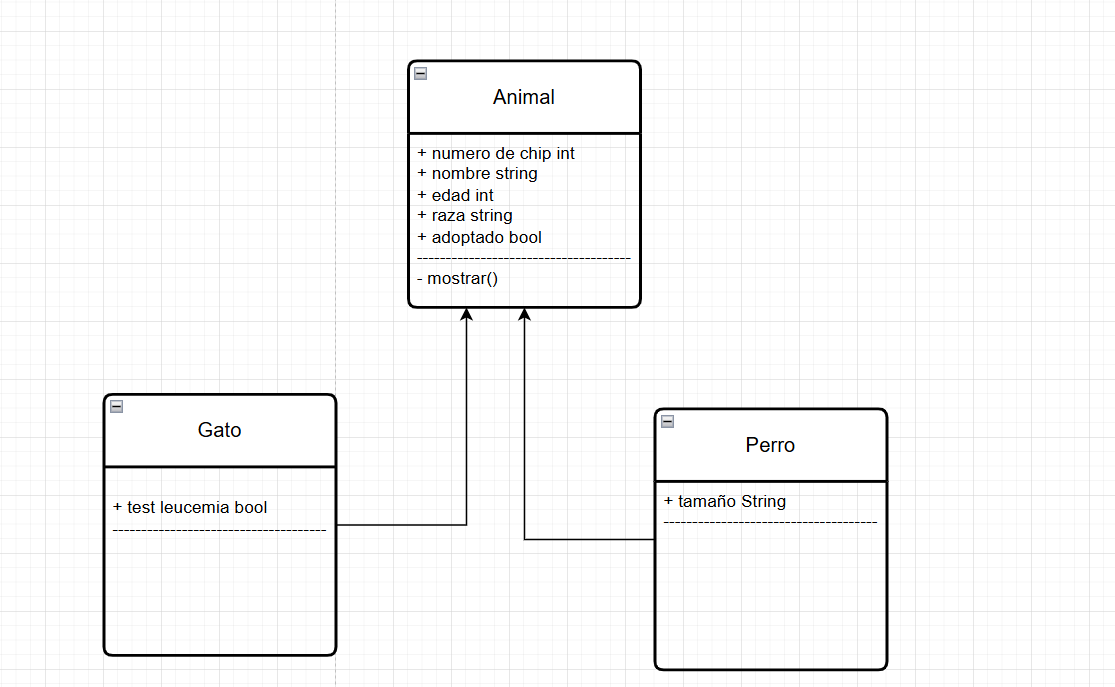 Animal
+ numero de chip int
+ nombre string
+ edad int
+ raza string
+ adoptado bool
-------------------------------------
- mostrar()
Gato
+ test leucemia bool
-------------------------------------
Perro
+ tamaño String
-------------------------------------